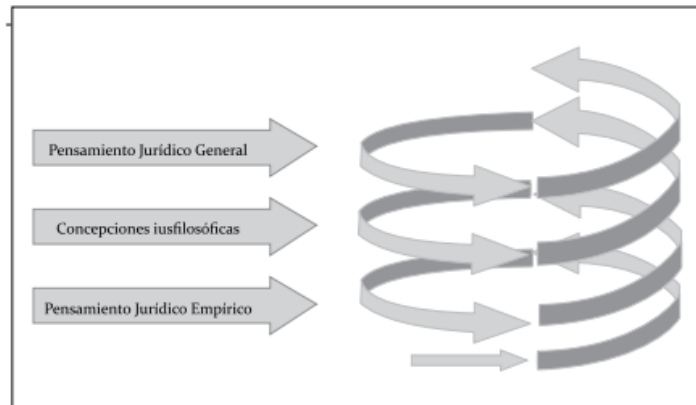 Pensamiento Jurídico General
Concepciones iusfilosóficas
Pensamiento Jurídico Empírico